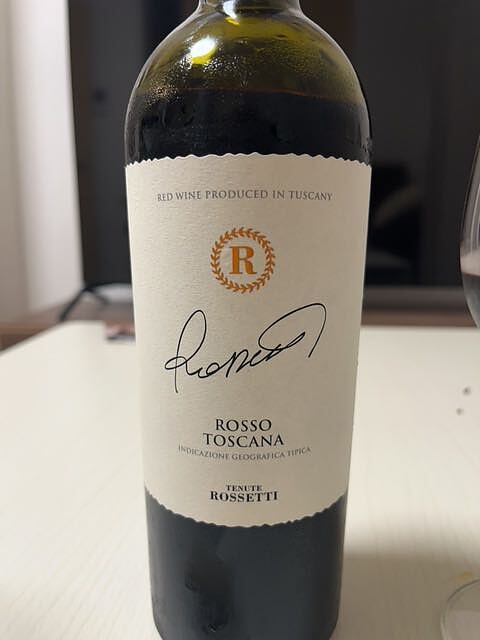 RED WINE PRODUCED IN TUSCANY
R
Rossetti
ROSSO
TOSCANA
INDICAZIONE GEOGRAFICA TIPICA
TENUTE
ROSSETTI